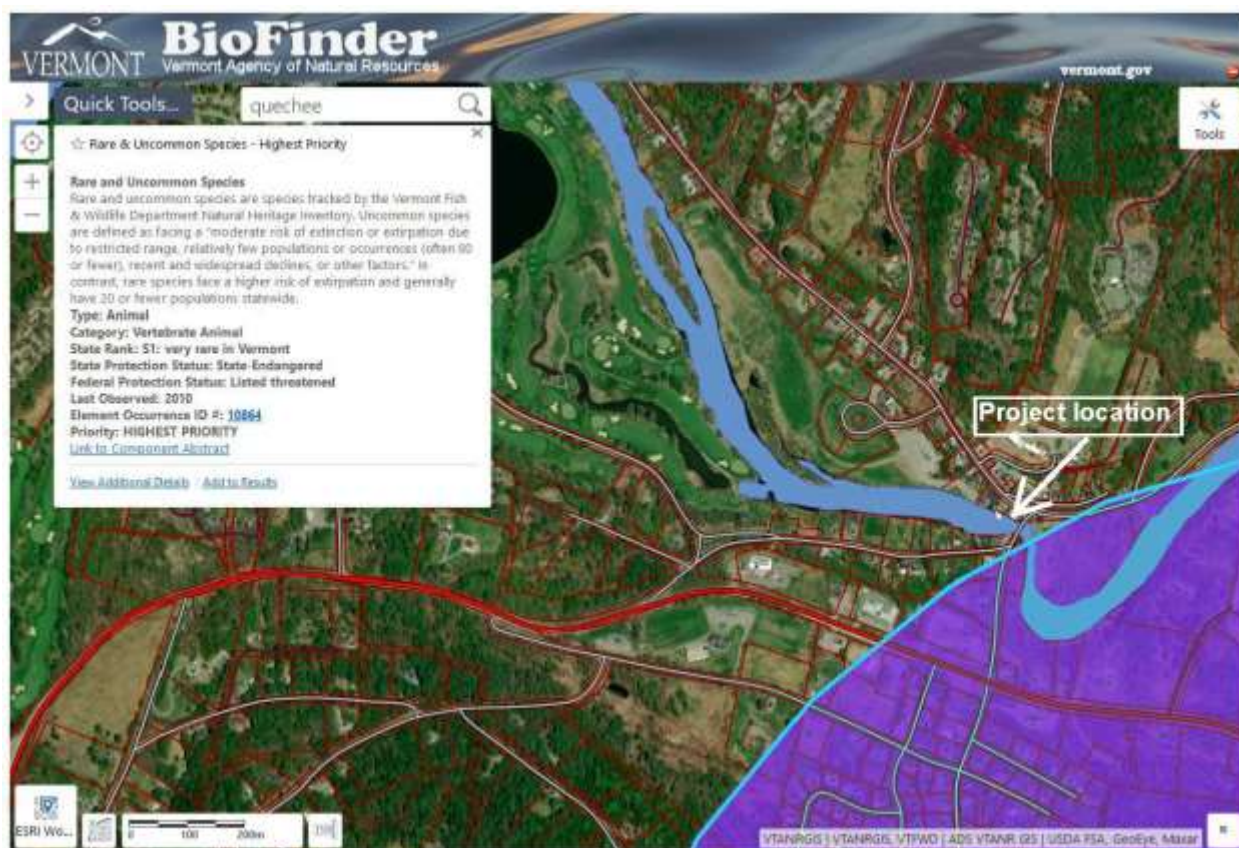 VERMONT
BioFinder
Vermont Agency of Natural Resources
vermont.gov
Quick Tools...
quechee
Tools
☆ Rare & Uncommon Species - Highest Priority
Rare and Uncommon Species
Rare and uncommon species are species tracked by the Vermont Fish
& Wildlife Department Natural Heritage Inventory. Uncommon species
are defined as facing a "moderate risk of extinction or extirpation due
to restricted range, relatively few populations or occurrences (often 80
or fewer), recent and widespread declines, or other factors." In
contrast, rare species face a higher risk of extirpation and generally
have 20 or fewer populations statewide.
Type: Animal
Category: Vertebrate Animal
State Rank: S1: very rare in Vermont
State Protection Status: State-Endangered
Federal Protection Status: Listed threatened
Last Observed: 2010
Element Occurrence ID #: 10864
Priority: HIGHEST PRIORITY
Link to Component Abstract
View Additional Details / Add to Results
Project location
ESRI Wo...
0 100 200m
VTANRGIS | VTANRGIS, VTFWD | ADS VTANR GIS | USDA FSA, GeoEye, Maxar